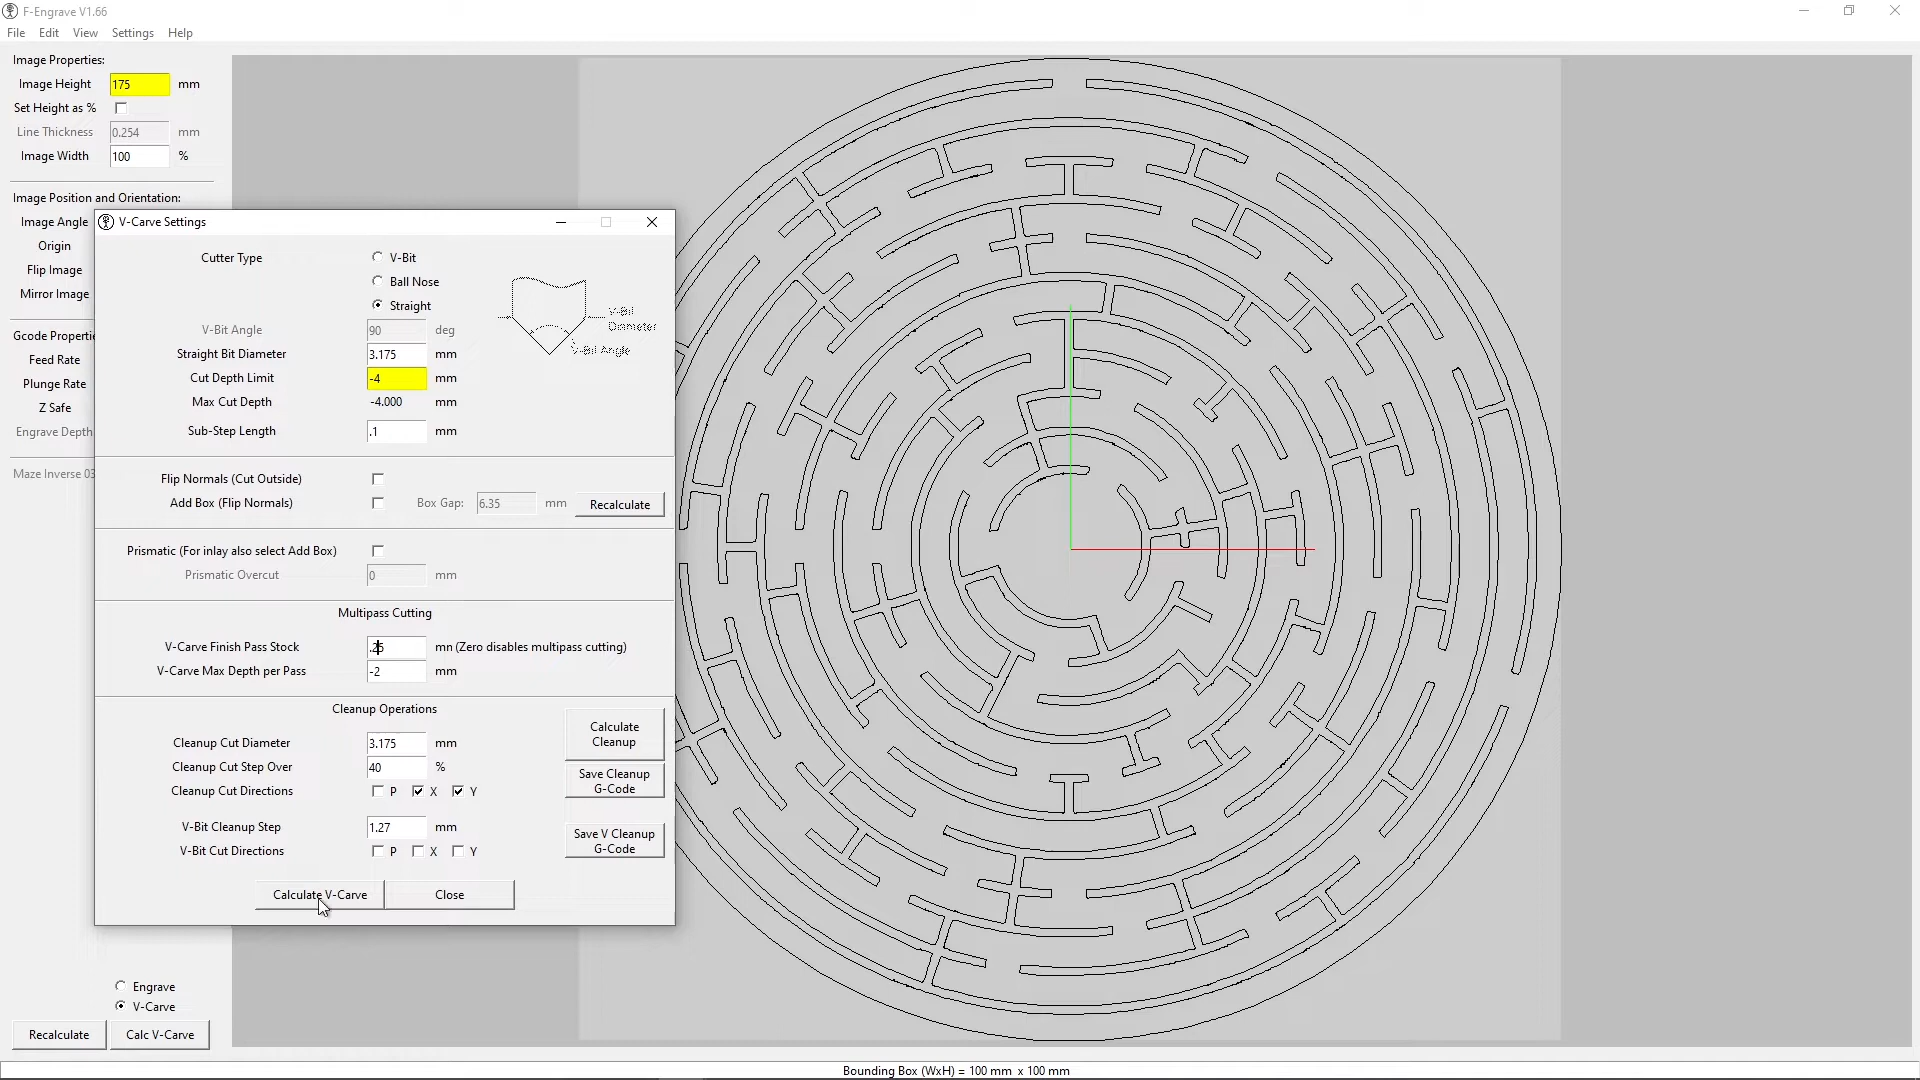 F-Engrave V1.66
File Edit View Settings Help
Image Properties:
Image Height 175 mm
Set Height as %
Line Thickness 0.254 mm
Image Width 100 %
Image Position and Orientation:
Image Angle
Origin
Flip Image
Mirror Image
Gcode Propertie
Feed Rate
Plunge Rate
Z Safe
Engrave Depth
Maze Inverse 03
V-Carve Settings
Cutter Type V-Bit
Ball Nose
Straight
V-Bit Angle 90 deg
V-Bit
Diameter
V-Bit Angle
Straight Bit Diameter 3.175 mm
Cut Depth Limit -4 mm
Max Cut Depth -4.000 mm
Sub-Step Length .1 mm
Flip Normals (Cut Outside)
Add Box (Flip Normals) Box Gap: 6.35 mm Recalculate
Prismatic (For inlay also select Add Box)
Prismatic Overcut 0 mm
Multipass Cutting
V-Carve Finish Pass Stock .25 mn (Zero disables multipass cutting)
V-Carve Max Depth per Pass -2 mm
Cleanup Operations
Calculate
Cleanup
Cleanup Cut Diameter 3.175 mm
Cleanup Cut Step Over 40 %
Save Cleanup
G-Code
Cleanup Cut Directions P X Y
V-Bit Cleanup Step 1.27 mm
Save V Cleanup
G-Code
V-Bit Cut Directions P X Y
Calculate V-Carve Close
Engrave
V-Carve
Recalculate Calc V-Carve
Bounding Box (WxH) = 100 mm x 100 mm